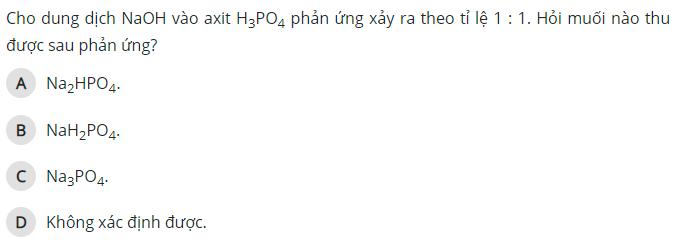 Cho dung dịch NaOH vào axit H₃PO₄ phản ứng xảy ra theo tỉ lệ 1 : 1. Hỏi muối nào thu
được sau phản ứng?
A Na₂HPO₄.
B NaH₂PO₄.
C Na₃PO₄.
D Không xác định được.